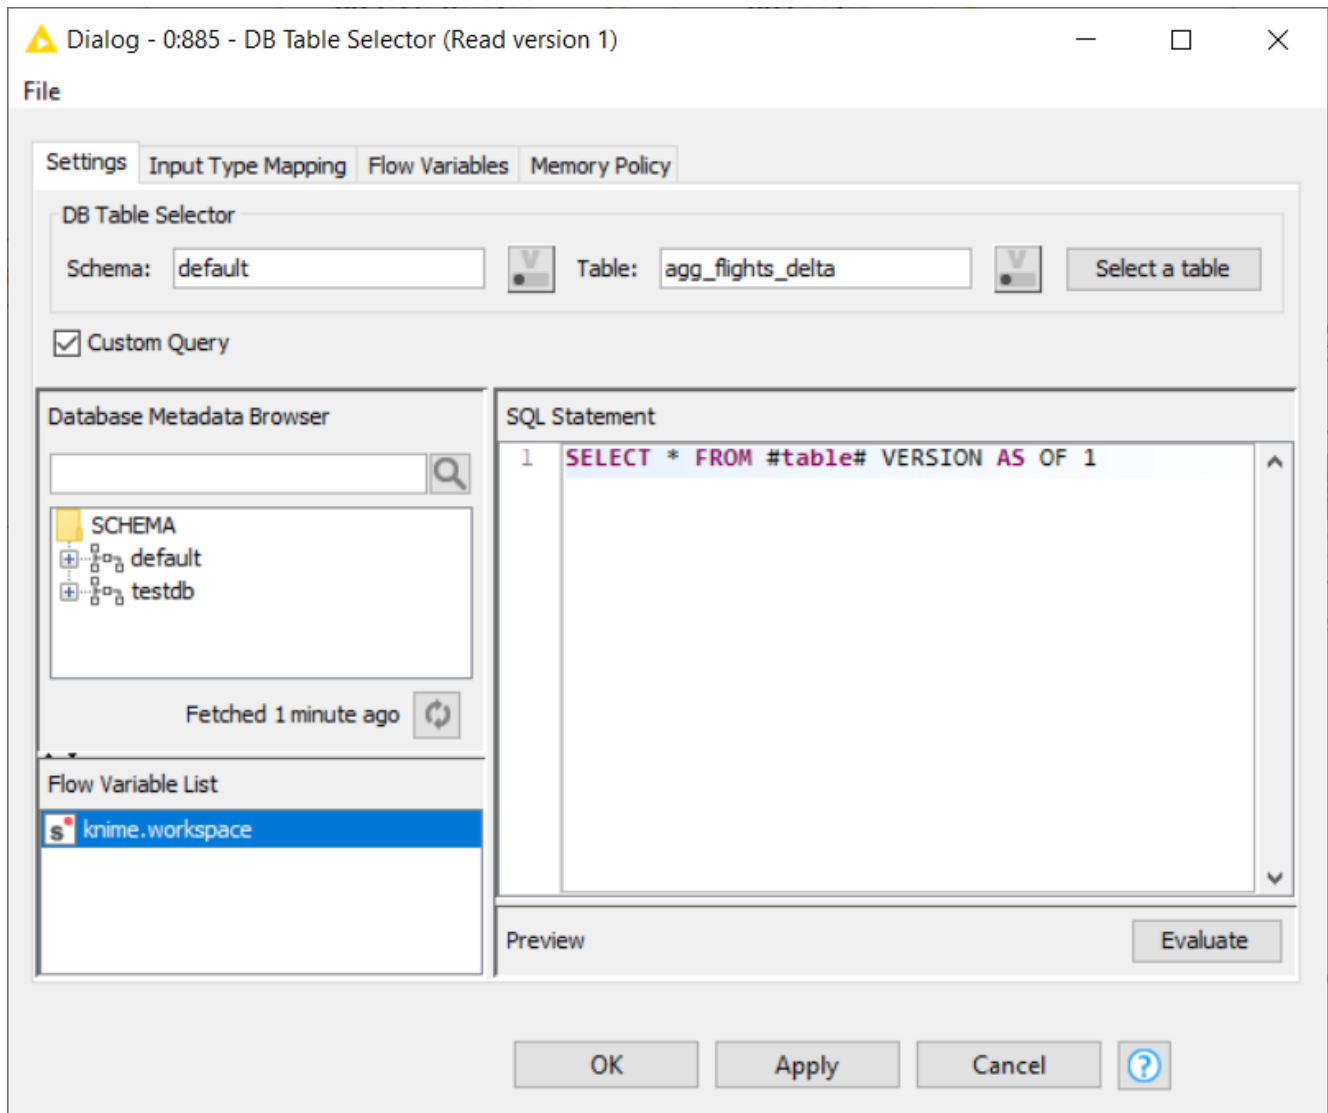 Dialog - 0:885 - DB Table Selector (Read version 1)
File
Settings Input Type Mapping Flow Variables Memory Policy
DB Table Selector
Schema: default V Table: agg_flights_delta V Select a table
Custom Query
Database Metadata Browser
SCHEMA
default
testdb
Fetched 1 minute ago
Flow Variable List
s knime.workspace
SQL Statement
1 SELECT * FROM #table# VERSION AS OF 1
Preview Evaluate
OK Apply Cancel ?